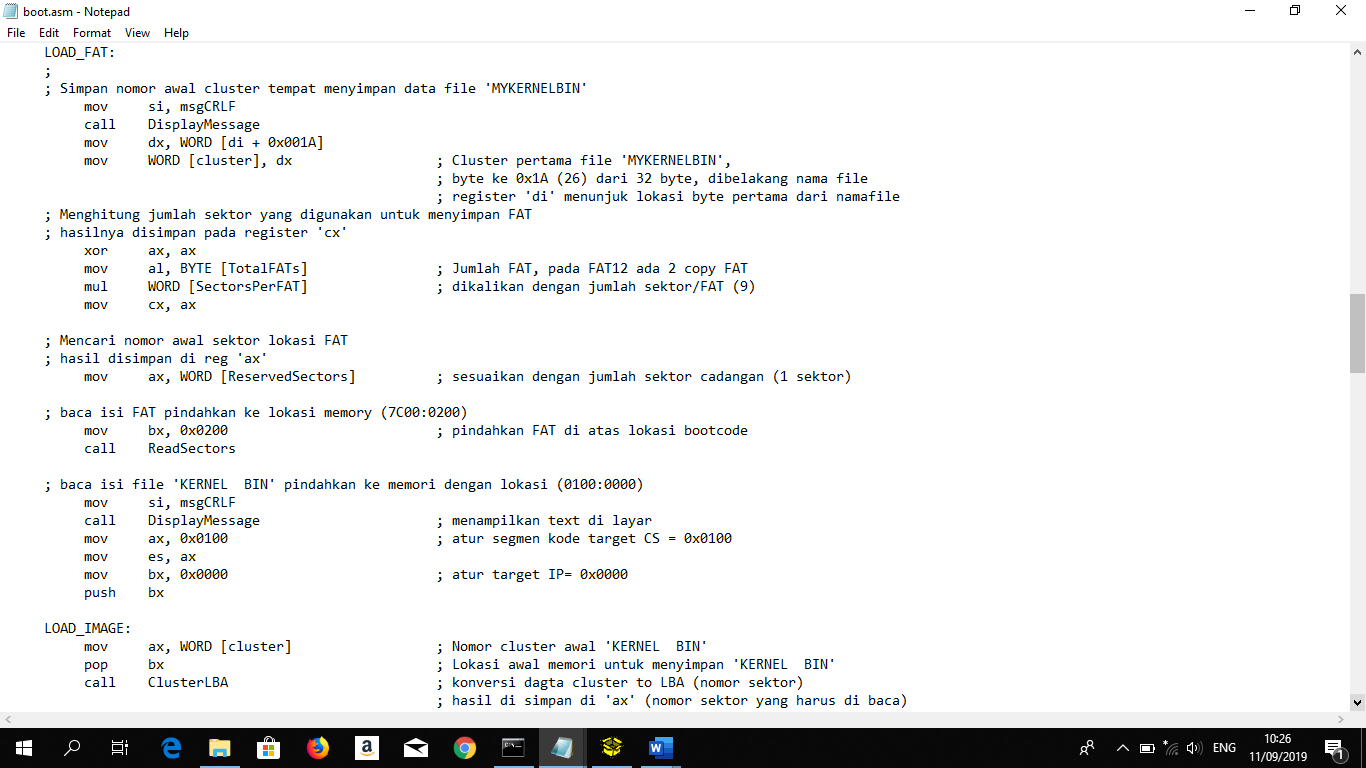 boot.asm - Notepad
File Edit Format View Help
LOAD_FAT:
;
; Simpan nomor awal cluster tempat menyimpan data file 'MYKERNELBIN'
mov si, msgCRLF
call DisplayMessage
mov dx, WORD [di + 0x001A]
mov WORD [cluster], dx ; Cluster pertama file 'MYKERNELBIN',
; byte ke 0x1A (26) dari 32 byte, dibelakang nama file
; register 'di' menunjuk lokasi byte pertama dari namafile
; Menghitung jumlah sektor yang digunakan untuk menyimpan FAT
; hasilnya disimpan pada register 'cx'
xor ax, ax
mov al, BYTE [TotalFATs] ; Jumlah FAT, pada FAT12 ada 2 copy FAT
mul WORD [SectorsPerFAT] ; dikalikan dengan jumlah sektor/FAT (9)
mov cx, ax
; Mencari nomor awal sektor lokasi FAT
; hasil disimpan di reg 'ax'
mov ax, WORD [ReservedSectors] ; sesuaikan dengan jumlah sektor cadangan (1 sektor)
; baca isi FAT pindahkan ke lokasi memory (7C00:0200)
mov bx, 0x0200 ; pindahkan FAT di atas lokasi bootcode
call ReadSectors
; baca isi file 'KERNEL  BIN' pindahkan ke memori dengan lokasi (0100:0000)
mov si, msgCRLF
call DisplayMessage ; menampilkan text di layar
mov ax, 0x0100 ; atur segmen kode target CS = 0x0100
mov es, ax
mov bx, 0x0000 ; atur target IP= 0x0000
push bx
LOAD_IMAGE:
mov ax, WORD [cluster] ; Nomor cluster awal 'KERNEL  BIN'
pop bx ; Lokasi awal memori untuk menyimpan 'KERNEL  BIN'
call ClusterLBA ; konversi dagta cluster to LBA (nomor sektor)
; hasil di simpan di 'ax' (nomor sektor yang harus di baca)
ENG
10:26
11/09/2019
1